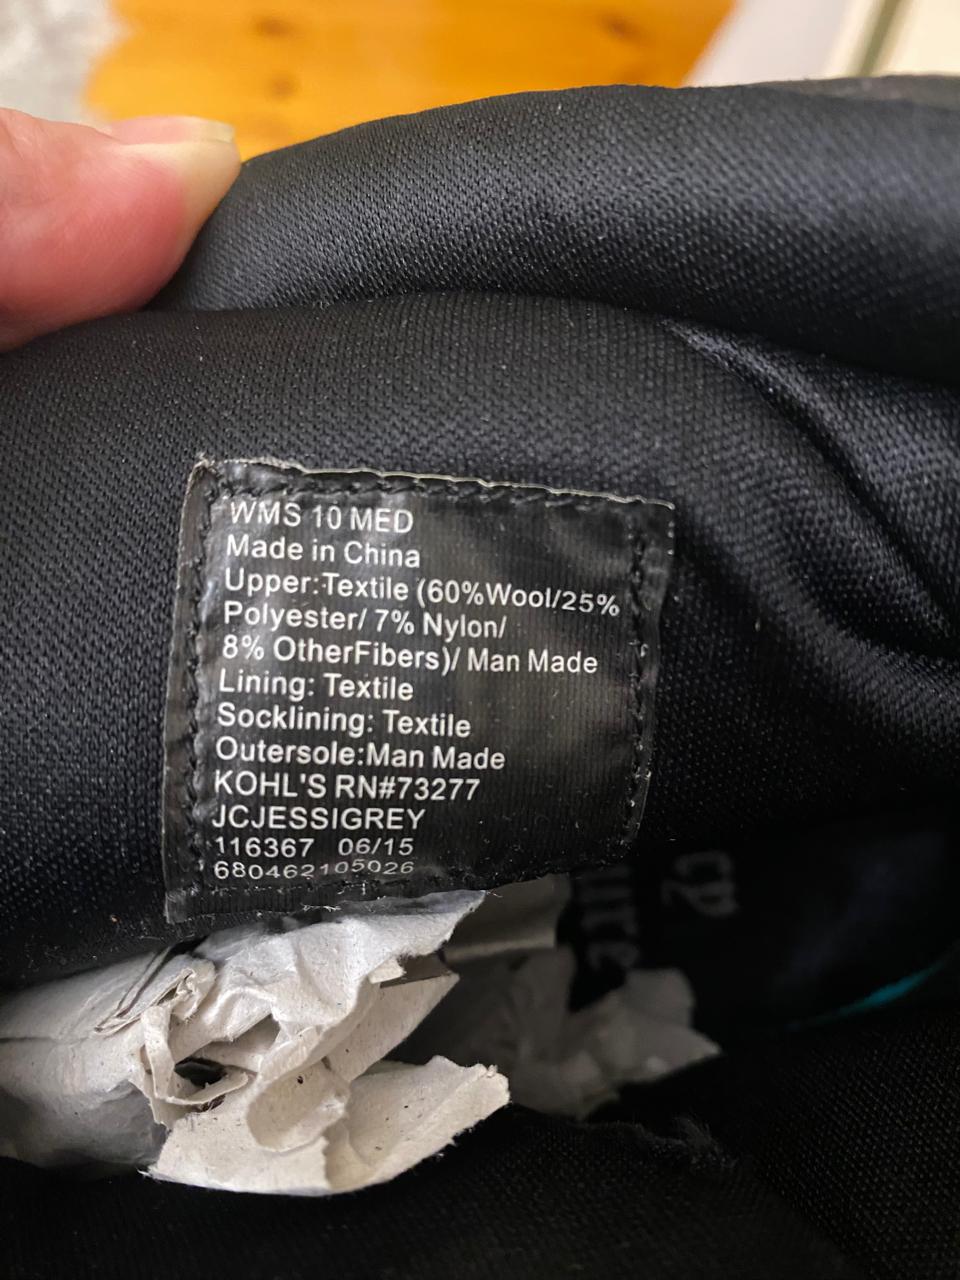 WMS 10 MED
Made in China
Upper:Textile (60%Wool/25%
Polyester/ 7% Nylon/
8% OtherFibers)/ Man Made
Lining: Textile
Socklining: Textile
Outersole:Man Made
KOHL'S RN#73277
JCJESSIGREY
116367 06/15
680462105026